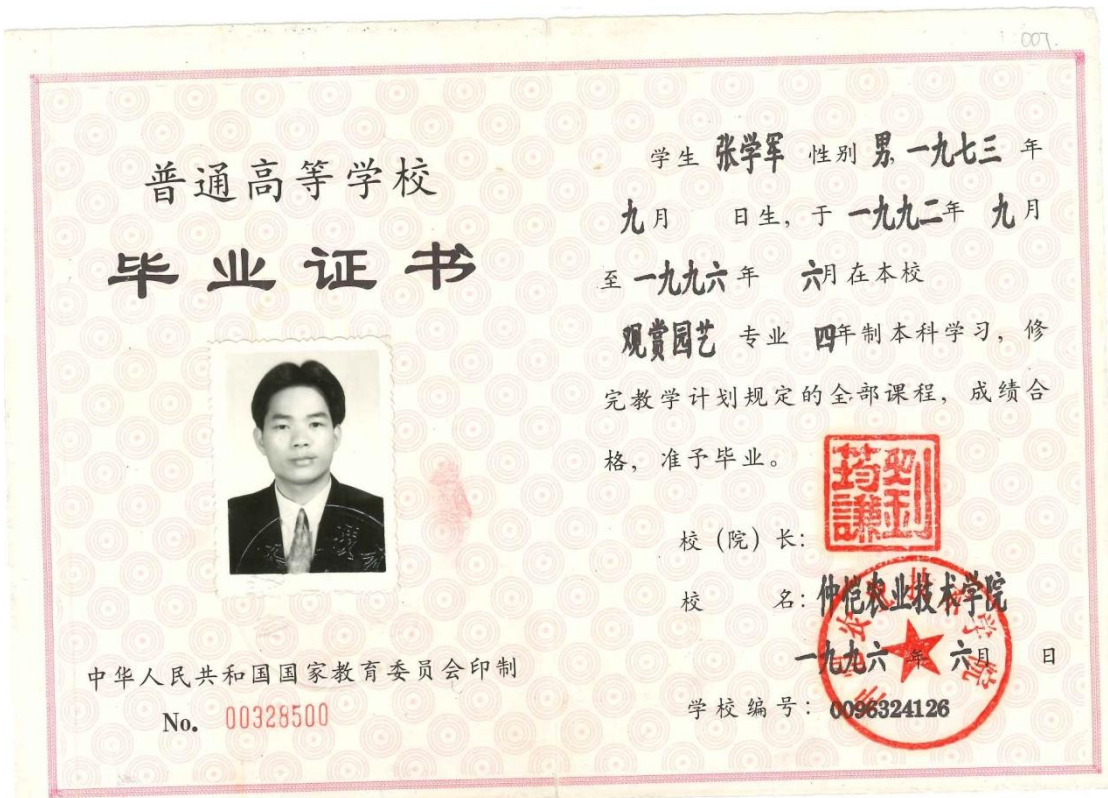 007.
普通高等学校
毕业证书
中华人民共和国国家教育委员会印制
No. 00328500
学生 张学军 性别 男, 一九七三 年
九月 日生, 于 一九九二年 九月
至 一九九六 年 六月在本校
观赏园艺 专业 四年制本科学习, 修
完教学计划规定的全部课程, 成绩合
格, 准予毕业。
校 (院) 长:
校 名: 仲恺农业技术学院
一九九六 年 六月 日
学校编号: 0096324126